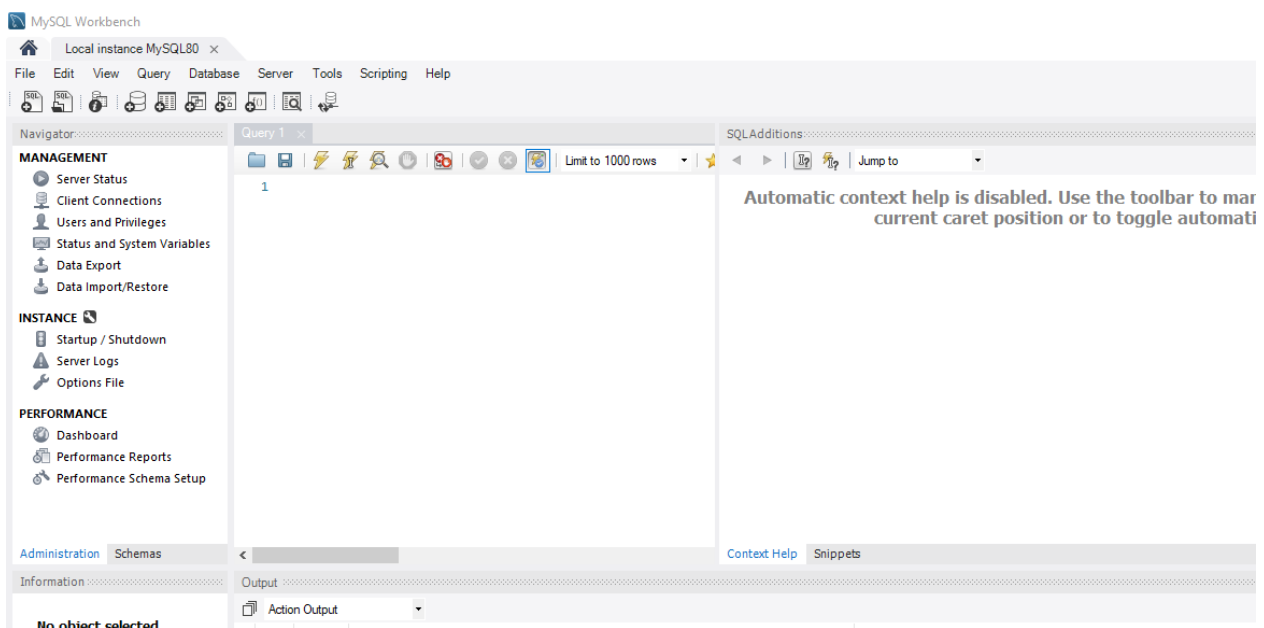 MySQL Workbench
Local instance MySQL80
File Edit View Query Database Server Tools Scripting Help
Navigator
MANAGEMENT
Server Status
Client Connections
Users and Privileges
Status and System Variables
Data Export
Data Import/Restore
INSTANCE
Startup / Shutdown
Server Logs
Options File
PERFORMANCE
Dashboard
Performance Reports
Performance Schema Setup
Administration Schemas
Information
No object selected
Query 1
Limit to 1000 rows
1
SQLAdditions
Jump to
Automatic context help is disabled. Use the toolbar to mar
current caret position or to toggle automati
Context Help Snippets
Output
Action Output